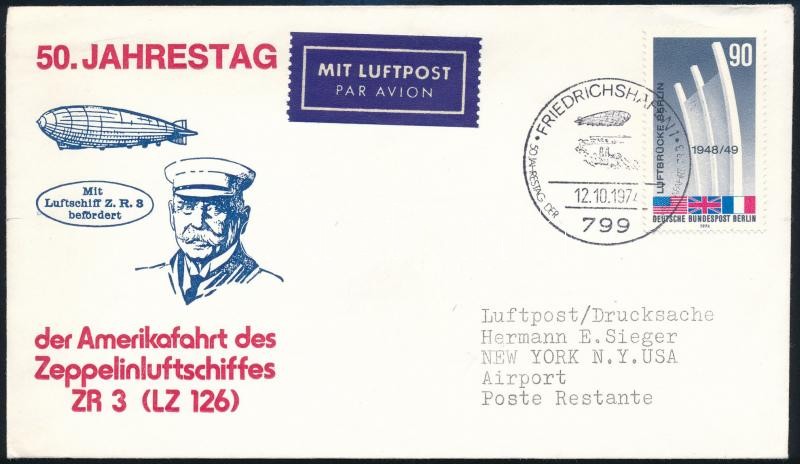 50. JAHRESTAG
MIT LUFTPOST
PAR AVION
Mit
Luftschiff Z. R. 3
befördert
der Amerikafahrt des
Zeppelinluftschiffes
ZR 3 (LZ 126)
FRIEDRICHSHAFEN 1
50. JAHRESTAG DER
12.10.1974
799
90
LUFTBRÜCKE BERLIN
1948/49
DEUTSCHE BUNDESPOST BERLIN
1974
Luftpost/Drucksache
Hermann E.Sieger
NEW YORK N.Y.USA
Airport
Poste Restante